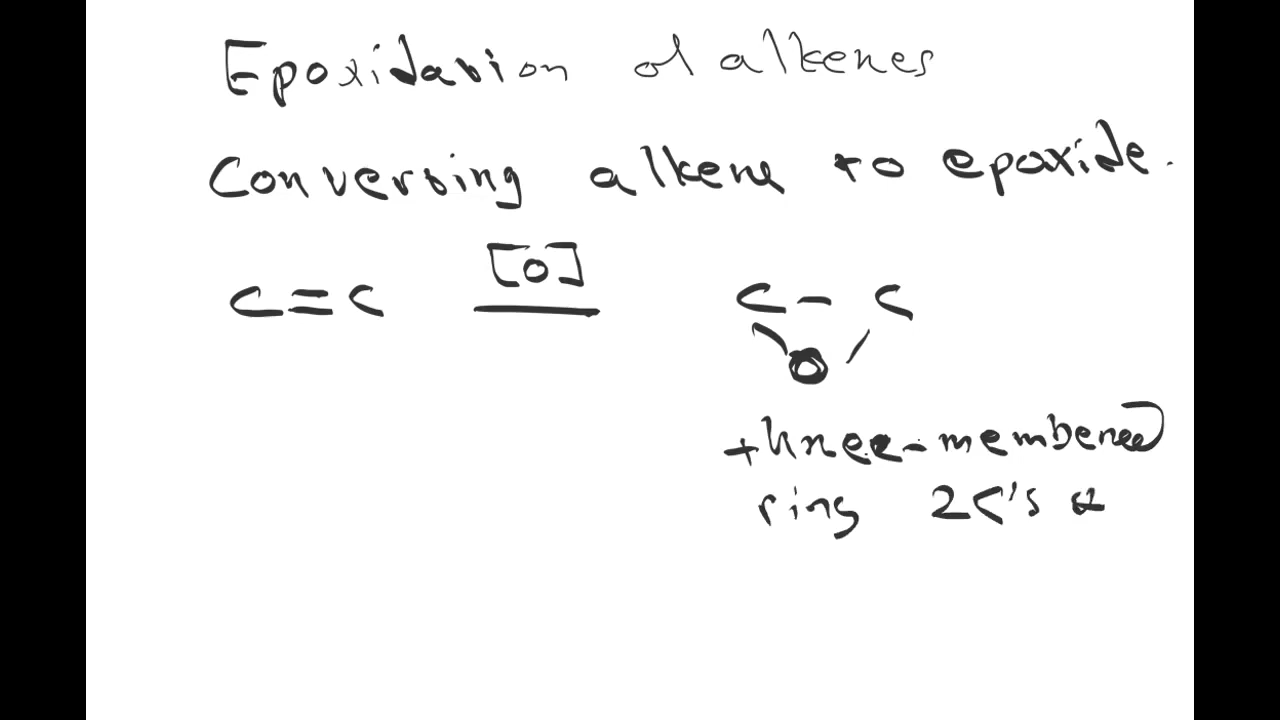 Epoxidation of alkenes
Converting alkene to epoxide.
C=C [O] C-C
O
three-membered
ring 2C's &